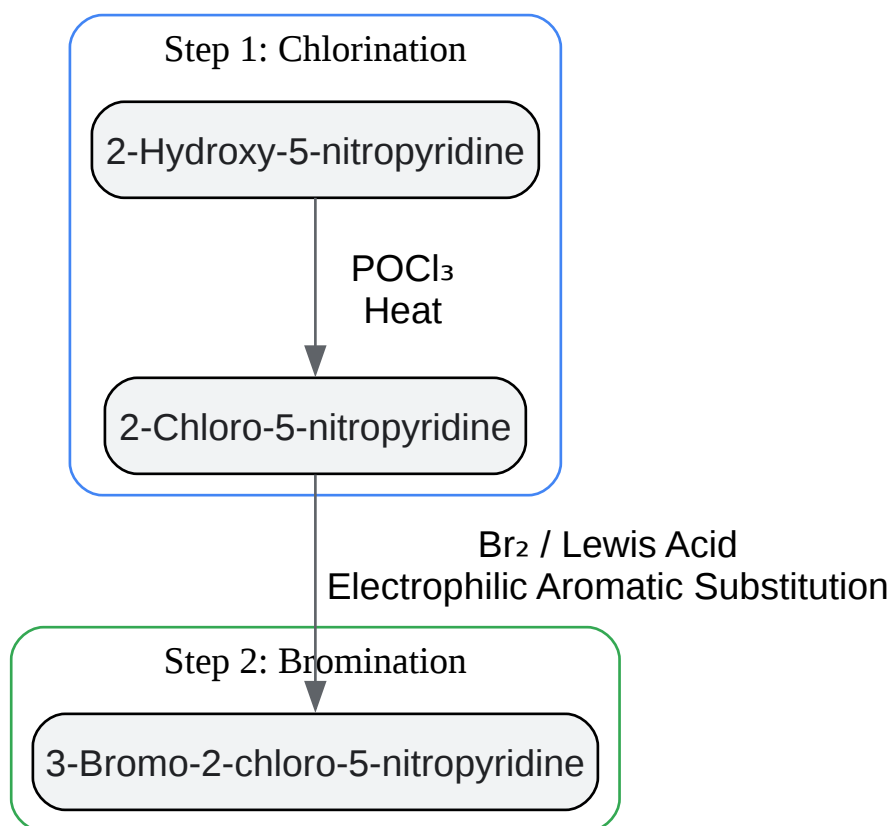 Step 1: Chlorination
2-Hydroxy-5-nitropyridine
POCl₃
Heat
2-Chloro-5-nitropyridine
Br₂ / Lewis Acid
Electrophilic Aromatic Substitution
Step 2: Bromination
3-Bromo-2-chloro-5-nitropyridine